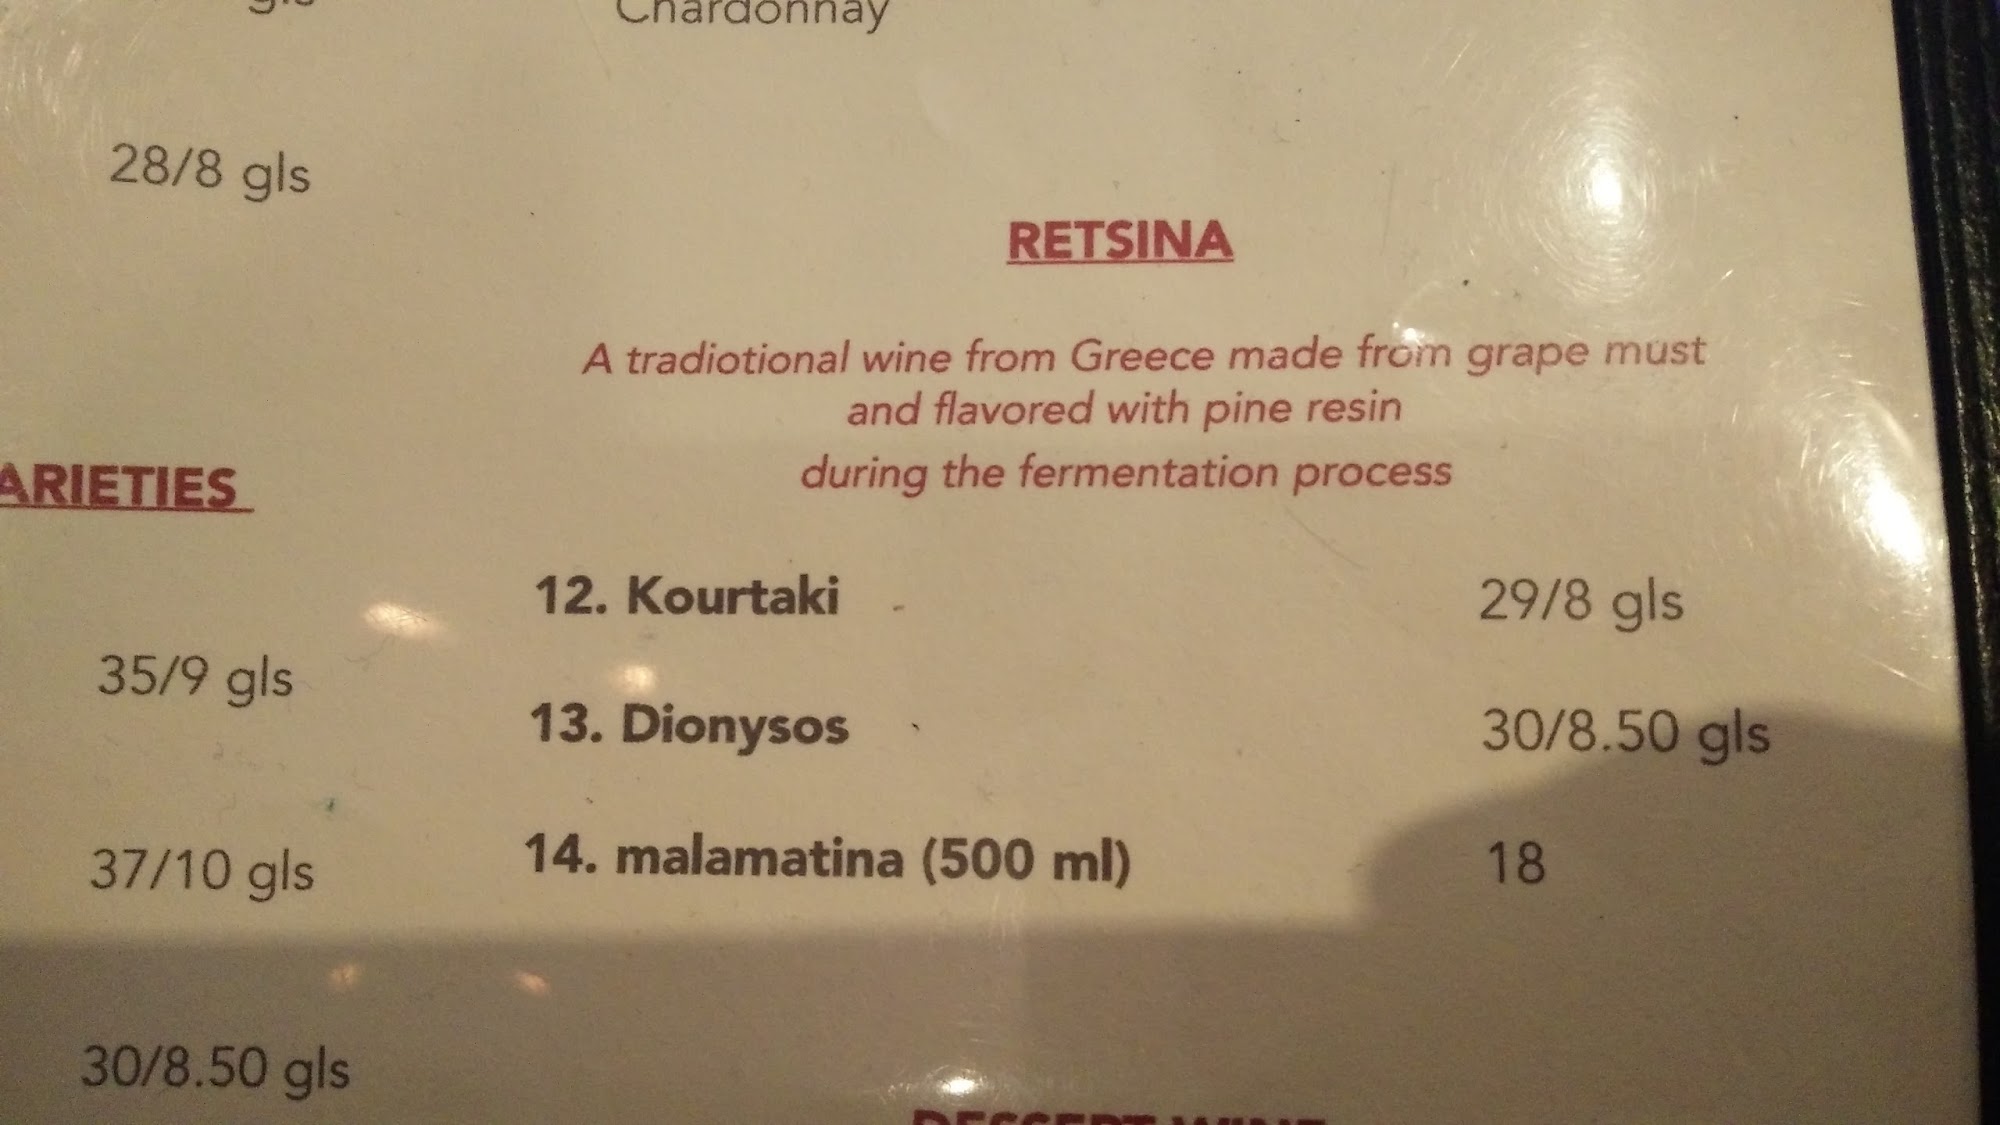 Chardonnay
28/8 gls
ARIETIES
35/9 gls
37/10 gls
30/8.50 gls
RETSINA
A tradiotional wine from Greece made from grape must
and flavored with pine resin
during the fermentation process
12. Kourtaki 29/8 gls
13. Dionysos 30/8.50 gls
14. malamatina (500 ml) 18
DESSERT WINE